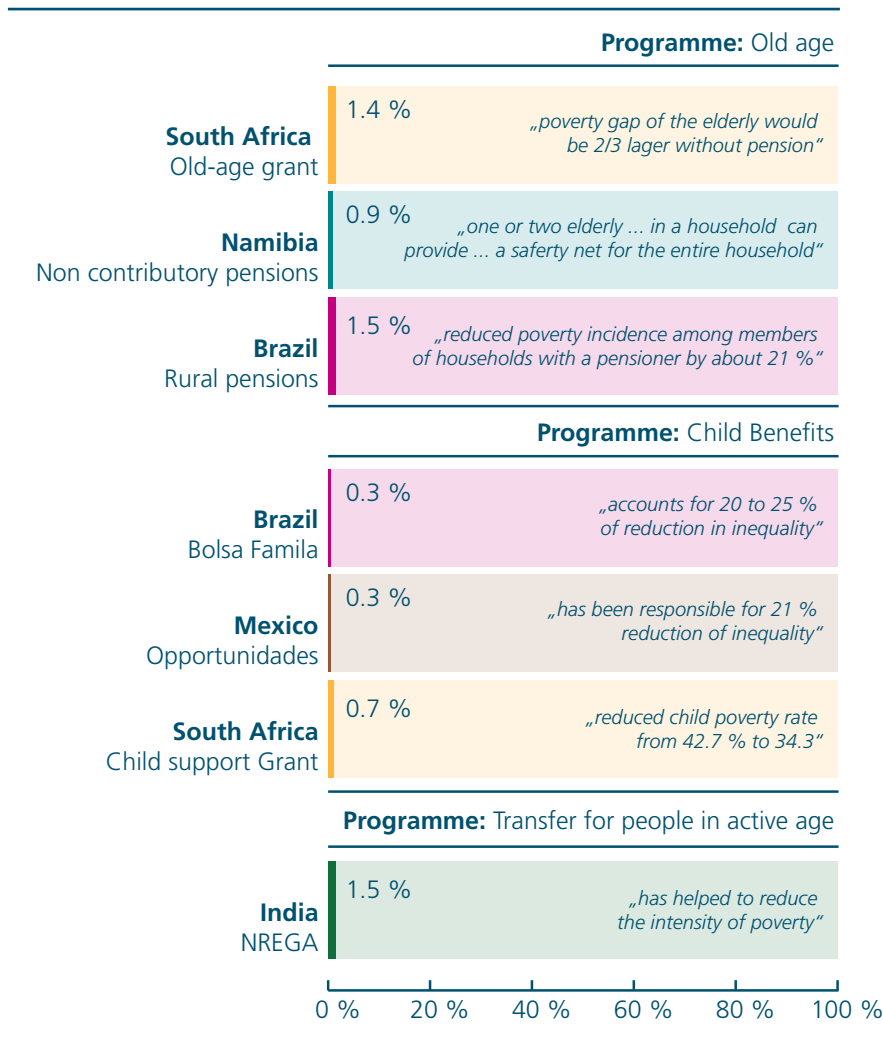 Programme: Old age
1.4 %
„poverty gap of the elderly would
be 2/3 lager without pension“
South Africa
Old-age grant
0.9 %
„one or two elderly ... in a household can
provide ... a saferty net for the entire household“
Namibia
Non contributory pensions
1.5 %
„reduced poverty incidence among members
of households with a pensioner by about 21 %“
Brazil
Rural pensions
Programme: Child Benefits
0.3 %
„accounts for 20 to 25 %
of reduction in inequality“
Brazil
Bolsa Famila
0.3 %
„has been responsible for 21 %
reduction of inequality“
Mexico
Opportunidades
0.7 %
„reduced child poverty rate
from 42.7 % to 34.3“
South Africa
Child support Grant
Programme: Transfer for people in active age
1.5 %
„has helped to reduce
the intensity of poverty“
India
NREGA
0 % 20 % 40 % 60 % 80 % 100 %